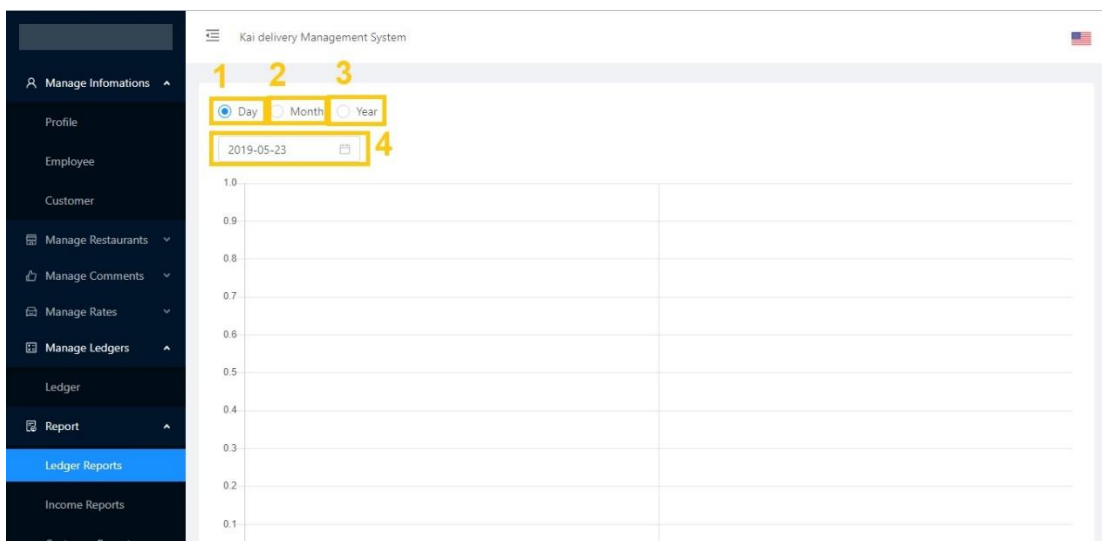 Kai delivery Management System
Manage Infomations
Profile
Employee
Customer
Manage Restaurants
Manage Comments
Manage Rates
Manage Ledgers
Ledger
Report
Ledger Reports
Income Reports
1 2 3
Day Month Year
2019-05-23 4
1.0
0.9
0.8
0.7
0.6
0.5
0.4
0.3
0.2
0.1